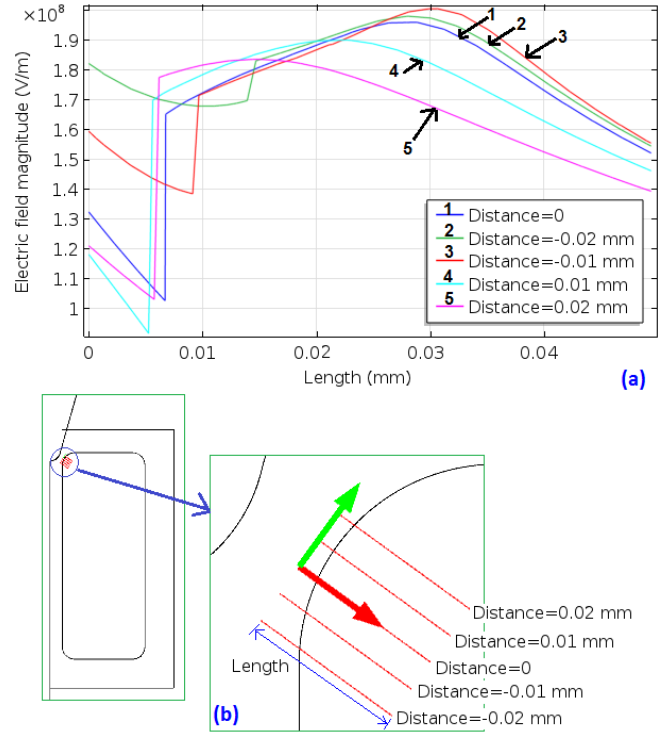 ×10⁸
Electric field magnitude (V/m)
1.9
1.8
1.7
1.6
1.5
1.4
1.3
1.2
1.1
1
1
2
3
4
5
1 Distance=0
2 Distance=-0.02 mm
3 Distance=-0.01 mm
4 Distance=0.01 mm
5 Distance=0.02 mm
0 0.01 0.02 0.03 0.04
Length (mm)
(a)
Distance=0.02 mm
Distance=0.01 mm
Length
Distance=0
Distance=-0.01 mm
(b)
Distance=-0.02 mm